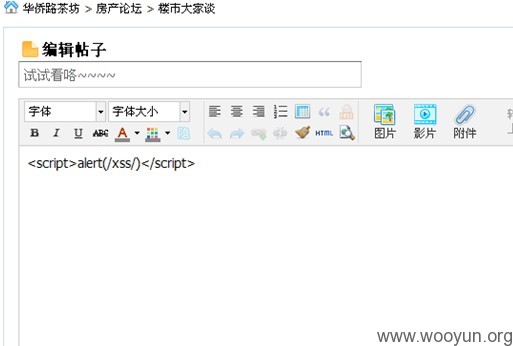 华侨路茶坊 > 房产论坛 > 楼市大家谈
编辑帖子
试试看咯~~~~
字体 字体大小
B I U ABC A HTML 图片 影片 附件
<script>alert(/xss/)</script>
www.wooyun.org